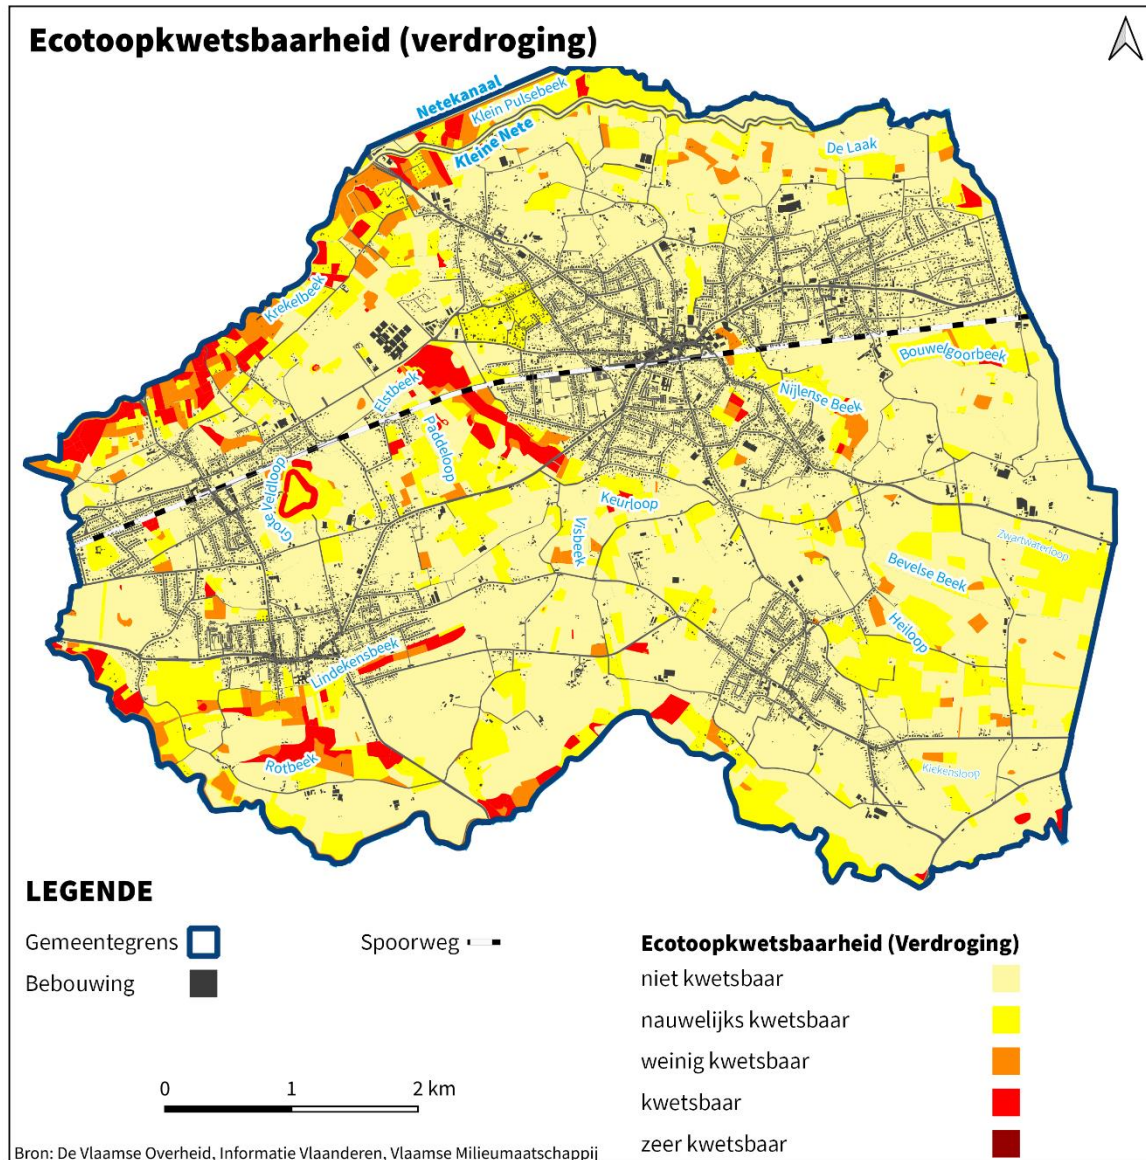 Ecotoopkwetsbaarheid (verdroging)
Netekanaal
Klein Pulsebeek
Kleine Nete
De Laak
Krekelbeek
Bouwelgoorbeek
Elstbeek
Nijlense Beek
Paddeloop
Grote Veldloop
Keurloop
Visbeek
Zwartwaterloop
Bevelse Beek
Heiloop
Lindekensbeek
Rotbeek
Kiekensloop
LEGENDE
Gemeentegrens
Spoorweg
Bebouwing
Ecotoopkwetsbaarheid (Verdroging)
niet kwetsbaar
nauwelijks kwetsbaar
weinig kwetsbaar
kwetsbaar
zeer kwetsbaar
0 1 2 km
Bron: De Vlaamse Overheid, Informatie Vlaanderen, Vlaamse Milieumaatschappij